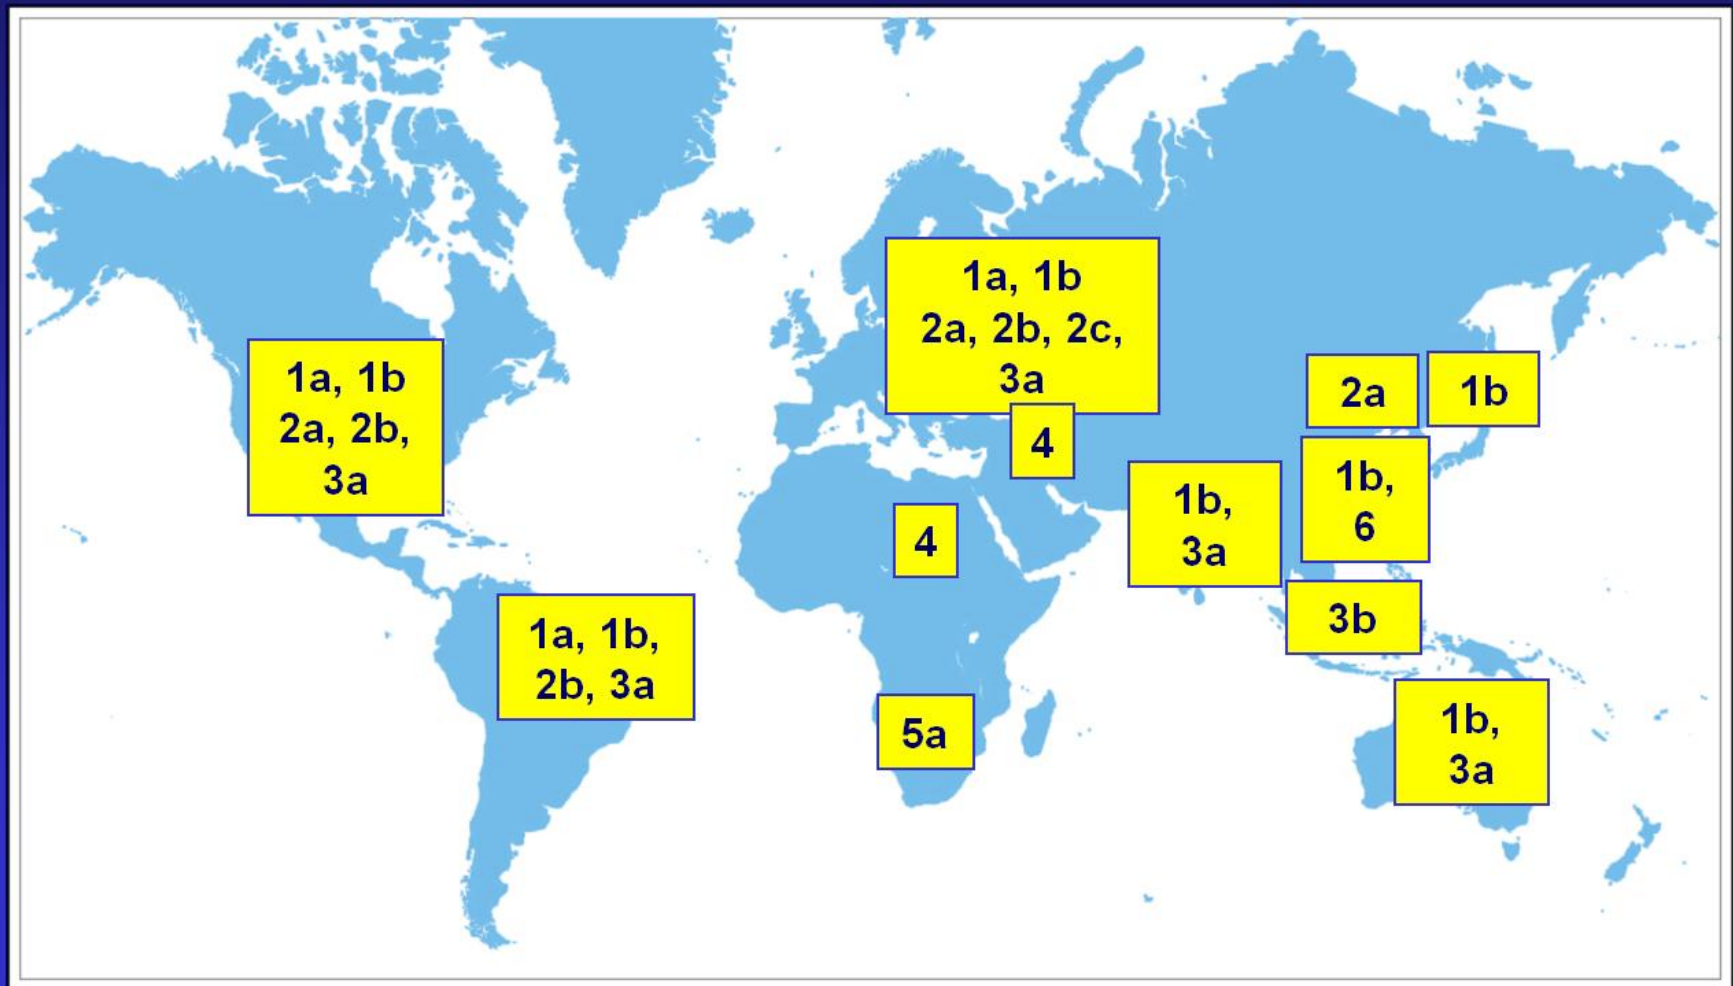 1a, 1b
2a, 2b, 2c,
3a
1a, 1b
2a, 2b,
3a
2a
1b
4
1b,
6
1b,
3a
4
3b
1a, 1b,
2b, 3a
5a
1b,
3a